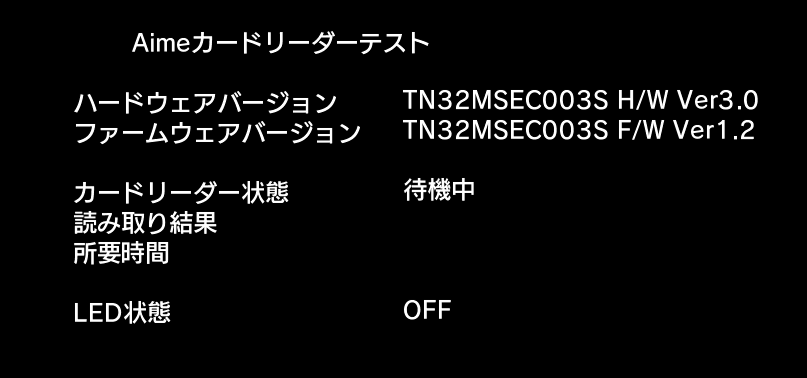 Aimeカードリーダーテスト
ハードウェアバージョン TN32MSEC003S H/W Ver3.0
ファームウェアバージョン TN32MSEC003S F/W Ver1.2
カードリーダー状態 待機中
読み取り結果
所要時間
LED状態 OFF